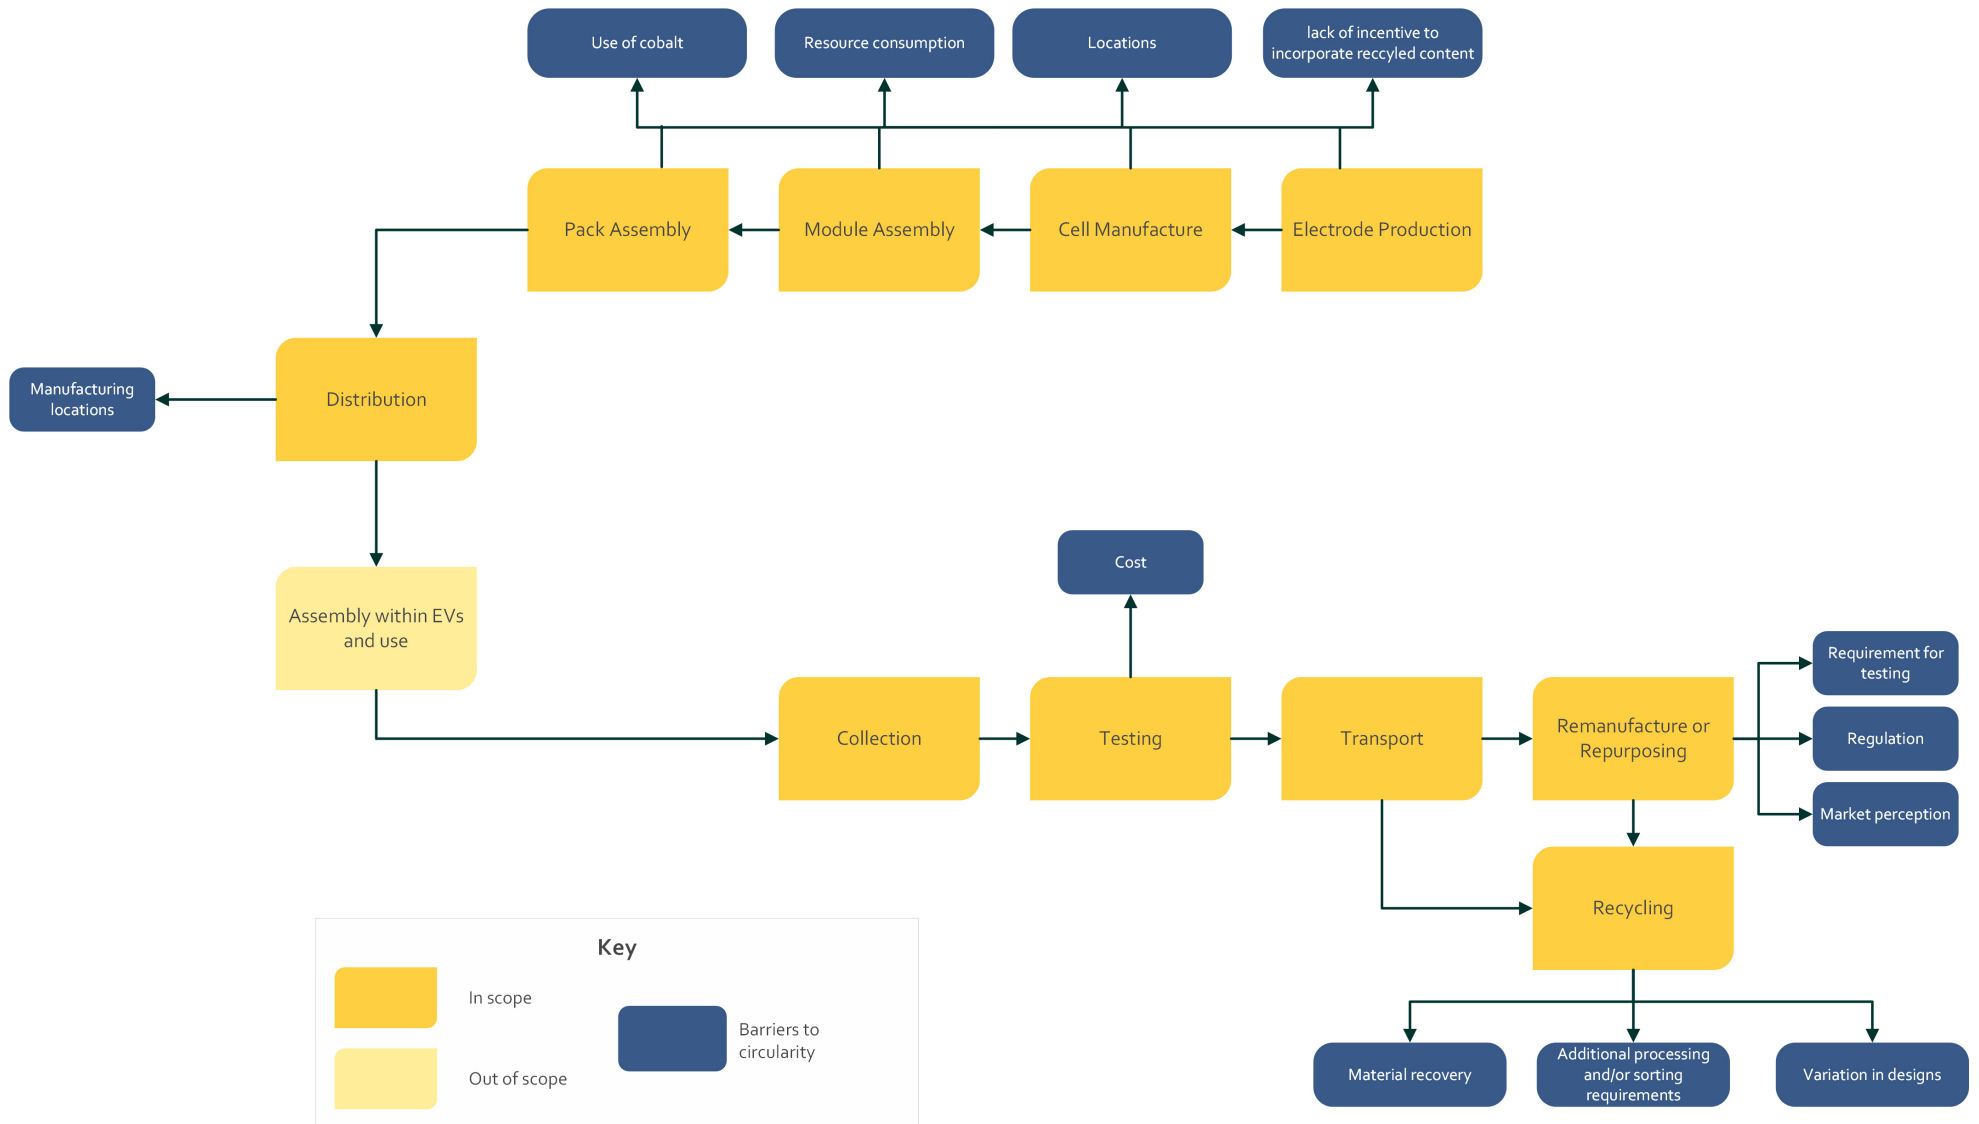 Use of cobalt
Resource consumption
Locations
lack of incentive to
incorporate reccyled content
Pack Assembly
Module Assembly
Cell Manufacture
Electrode Production
Manufacturing
locations
Distribution
Assembly within EVs
and use
Cost
Collection
Testing
Transport
Remanufacture or
Repurposing
Requirement for
testing
Regulation
Market perception
Recycling
Material recovery
Additional processing
and/or sorting
requirements
Variation in designs
Key
In scope
Out of scope
Barriers to
circularity